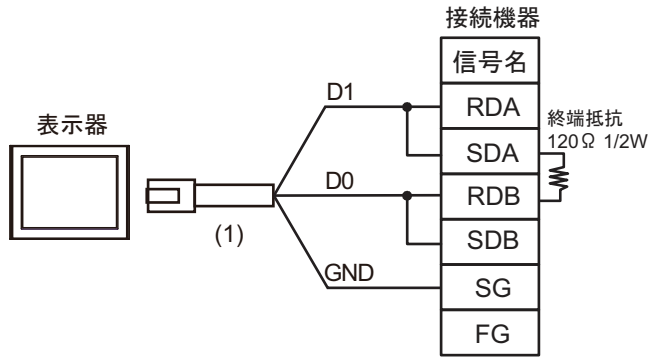 接続機器
信号名
D1
RDA
表示器
終端抵抗
120Ω 1/2W
SDA
D0
RDB
(1)
SDB
GND
SG
FG